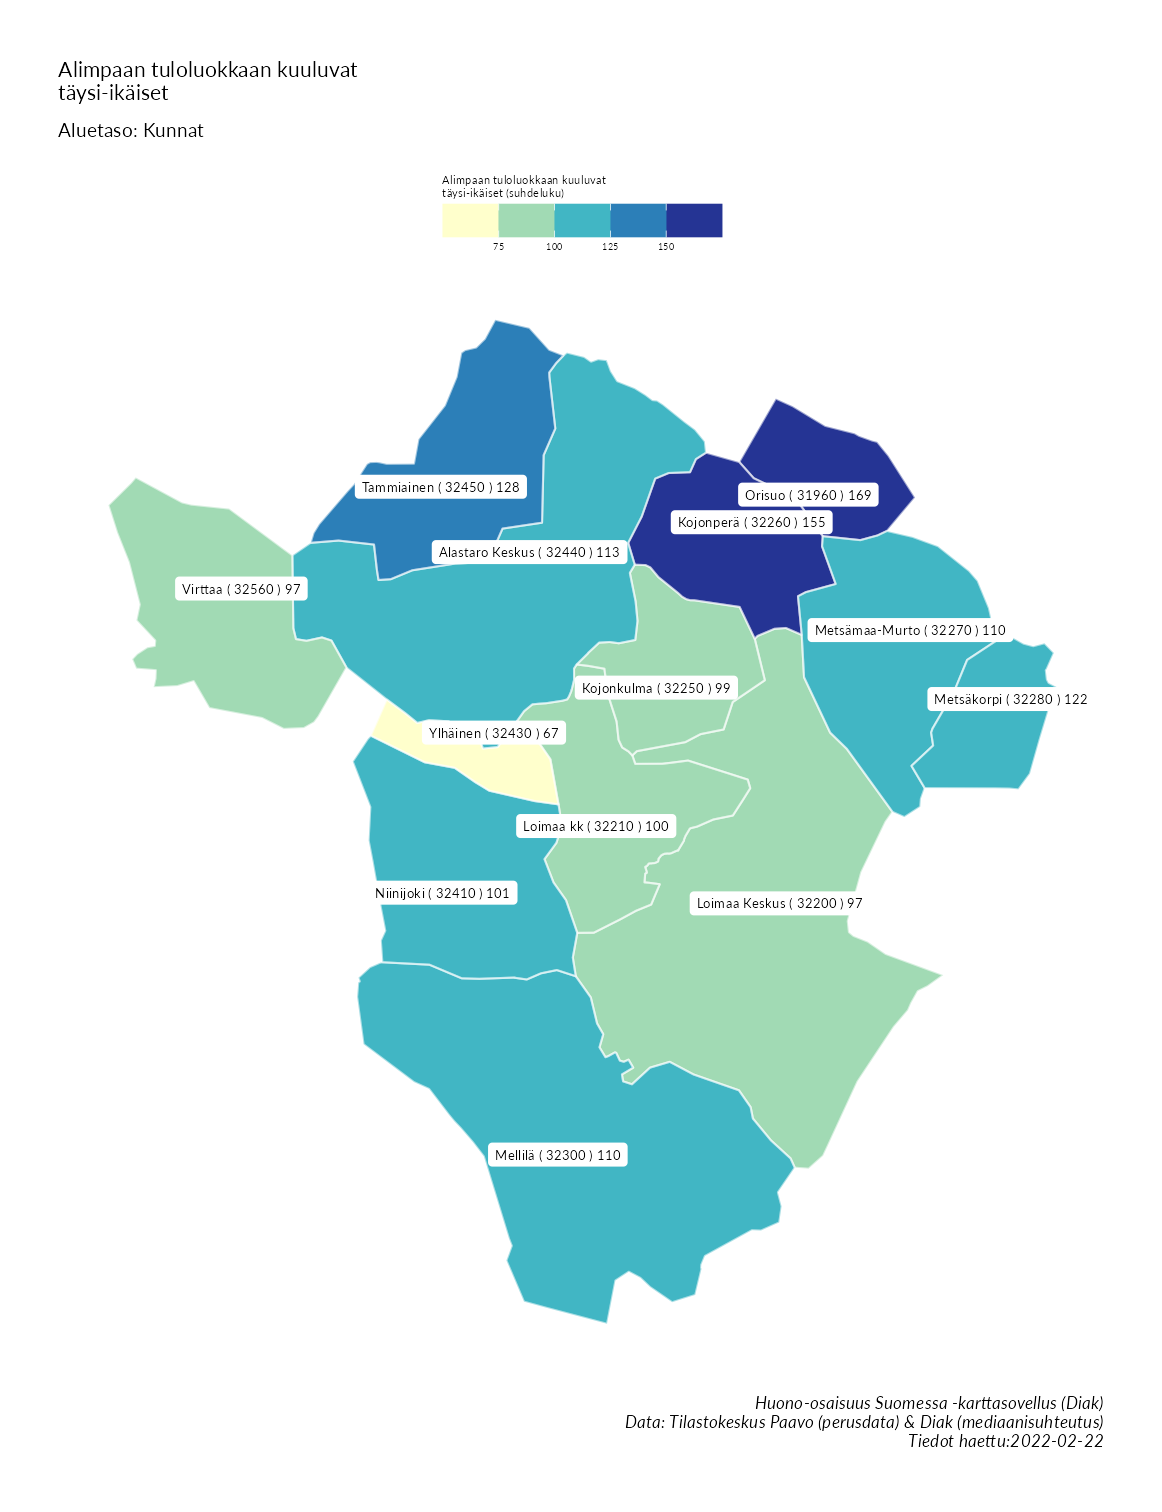 Alimpaan tuloluokkaan kuuluvat
täysi-ikäiset
Aluetaso: Kunnat
Alimpaan tuloluokkaan kuuluvat
täysi-ikäiset (suhdeluku)
75 100 125 150
Tammiainen ( 32450 ) 128
Orisuo ( 31960 ) 169
Kojonperä ( 32260 ) 155
Alastaro Keskus ( 32440 ) 113
Virttaa ( 32560 ) 97
Metsämaa-Murto ( 32270 ) 110
Kojonkulma ( 32250 ) 99
Metsäkorpi ( 32280 ) 122
Ylhäinen ( 32430 ) 67
Loimaa kk ( 32210 ) 100
Niinijoki ( 32410 ) 101
Loimaa Keskus ( 32200 ) 97
Mellilä ( 32300 ) 110
Huono-osaisuus Suomessa -karttasovellus (Diak)
Data: Tilastokeskus Paavo (perusdata) & Diak (mediaanisuhteutus)
Tiedot haettu:2022-02-22